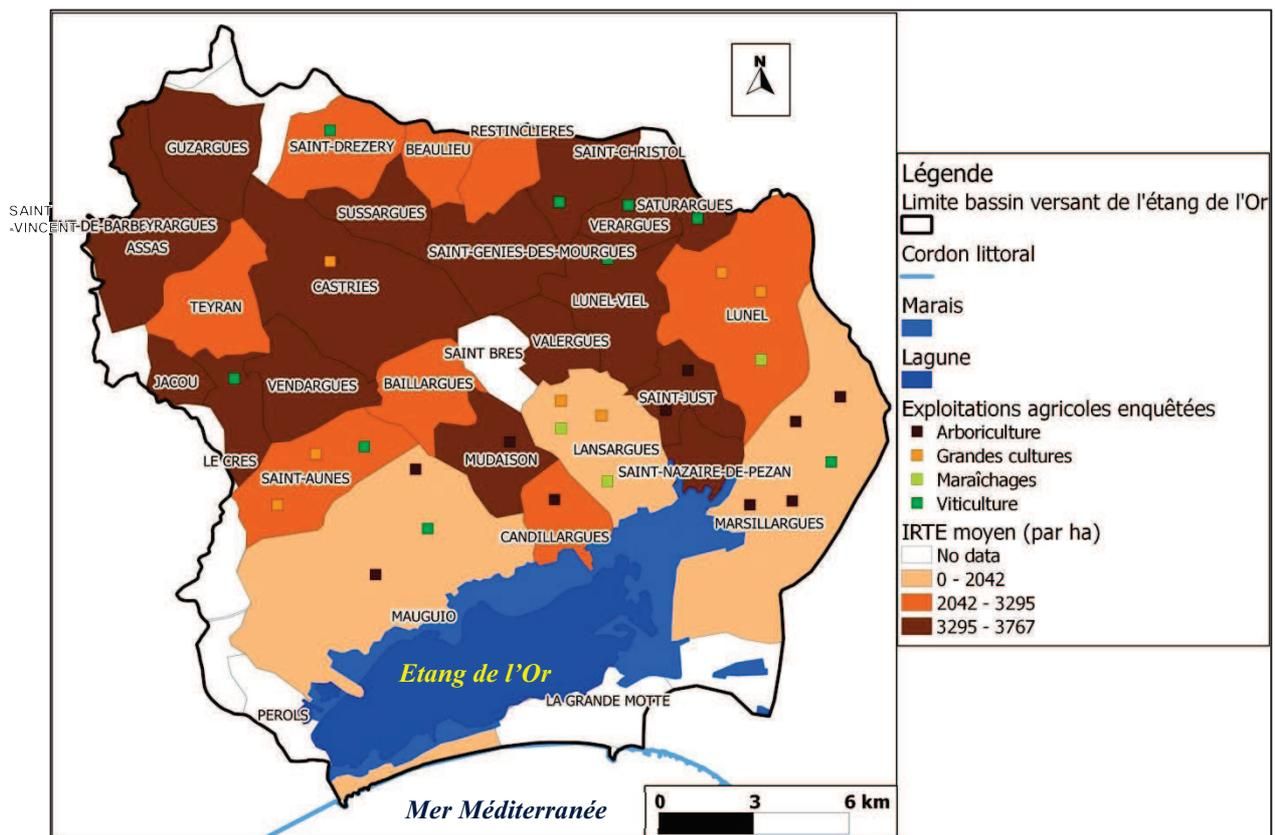 N
GUZARGUES
SAINT-DREZERY
BEAULIEU
RESTINCLIERES
SAINT-CHRISTOL
SAINT
-VINCENT-DE-BARBEYRARGUES
ASSAS
SUSSARGUES
SATURARGUES
VERARGUES
SAINT-GENIES-DES-MOURGUES
CASTRIES
TEYRAN
LUNEL-VIEL
LUNEL
VALERGUES
SAINT BRES
JACOU
VENDARGUES
BAILLARGUES
SAINT-JUST
LANSARGUES
LE CRES
SAINT-AUNES
MUDAISON
SAINT-NAZAIRE-DE-PEZAN
CANDILLARGUES
MARSILLARGUES
MAUGUIO
Etang de l'Or
PEROLS
LA GRANDE MOTTE
Mer Méditerranée
0 3 6 km
Légende
Limite bassin versant de l'étang de l'Or
Cordon littoral
Marais
Lagune
Exploitations agricoles enquêtées
Arboriculture
Grandes cultures
Maraîchages
Viticulture
IRTE moyen (par ha)
No data
0 - 2042
2042 - 3295
3295 - 3767